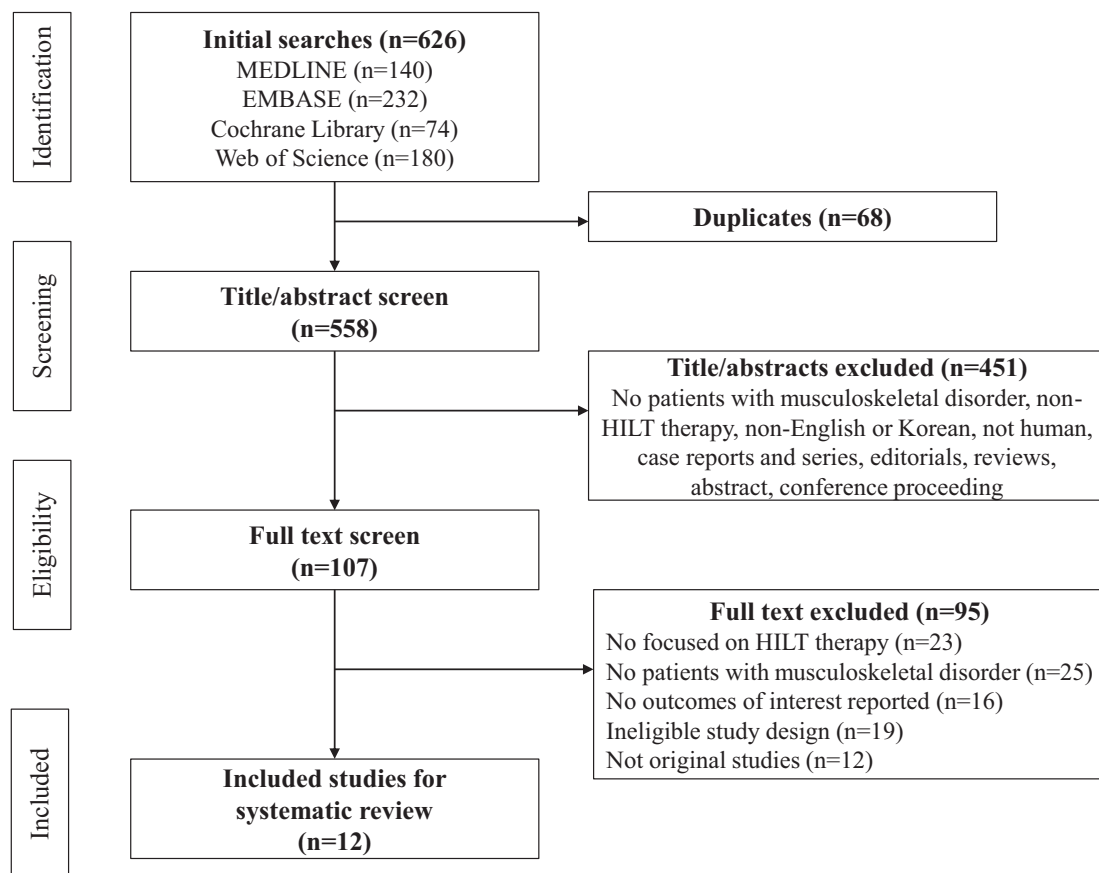 Identification
Initial searches (n=626)
MEDLINE (n=140)
EMBASE (n=232)
Cochrane Library (n=74)
Web of Science (n=180)
Duplicates (n=68)
Screening
Title/abstract screen
(n=558)
Title/abstracts excluded (n=451)
No patients with musculoskeletal disorder, non-
HILT therapy, non-English or Korean, not human,
case reports and series, editorials, reviews,
abstract, conference proceeding
Eligibility
Full text screen
(n=107)
Full text excluded (n=95)
No focused on HILT therapy (n=23)
No patients with musculoskeletal disorder (n=25)
No outcomes of interest reported (n=16)
Ineligible study design (n=19)
Not original studies (n=12)
Included
Included studies for
systematic review
(n=12)